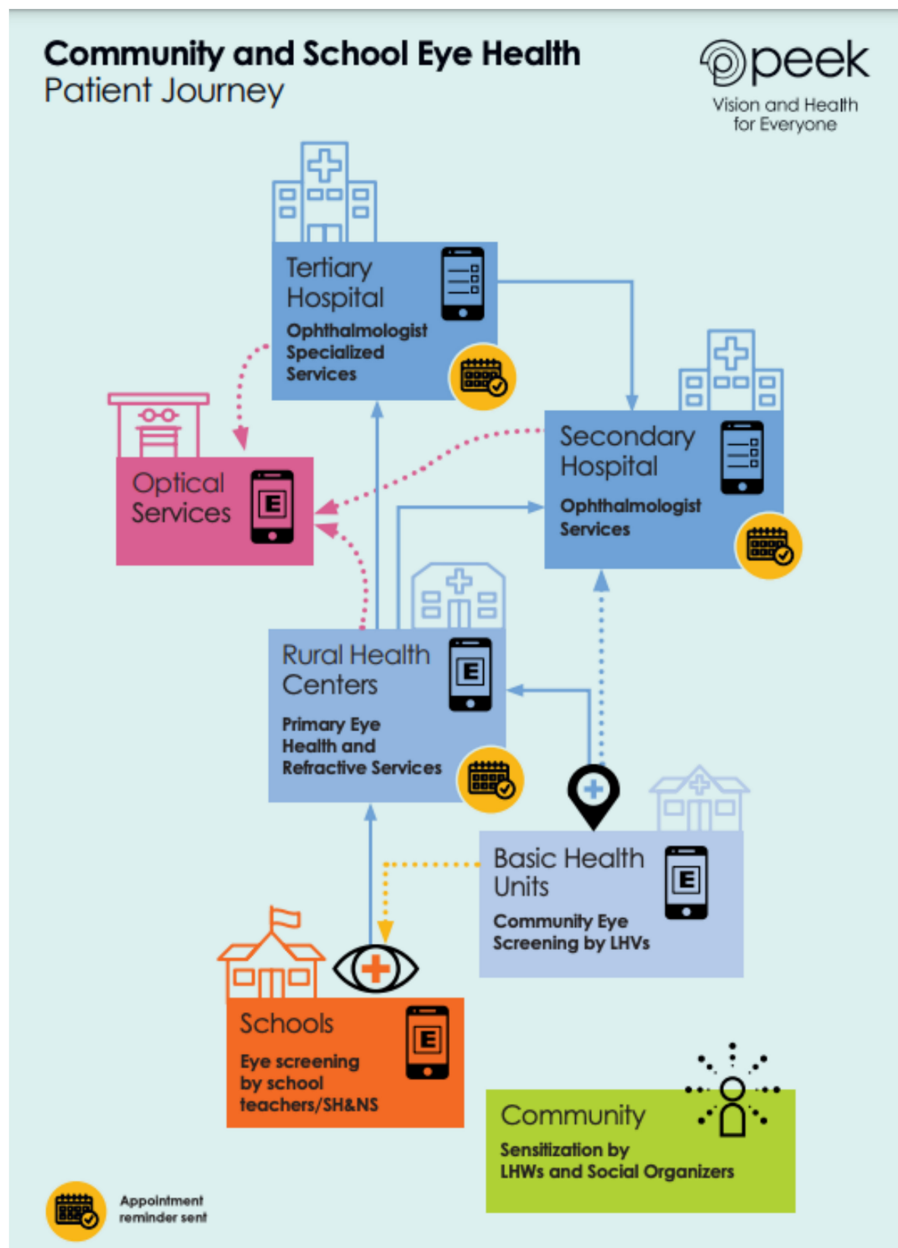 Community and School Eye Health
Patient Journey
peek
Vision and Health
for Everyone
Tertiary
Hospital
Ophthalmologist
Specialized
Services
Optical
Services
E
Secondary
Hospital
Ophthalmologist
Services
Rural Health
Centers
E
Primary Eye
Health and
Refractive Services
Basic Health
Units
E
Community Eye
Screening by LHVs
Schools
E
Eye screening
by school
teachers/SH&NS
Community
Sensitization by
LHWs and Social Organizers
Appointment
reminder sent